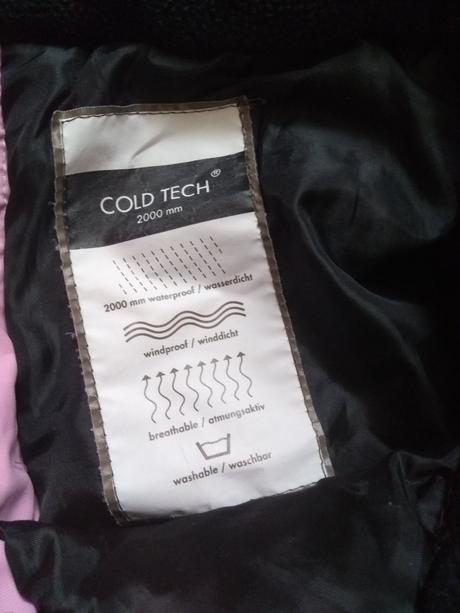 COLD TECH®
2000 mm
2000 mm waterproof / wasserdicht
windproof / winddicht
breathable / atmungsaktiv
washable / waschbar